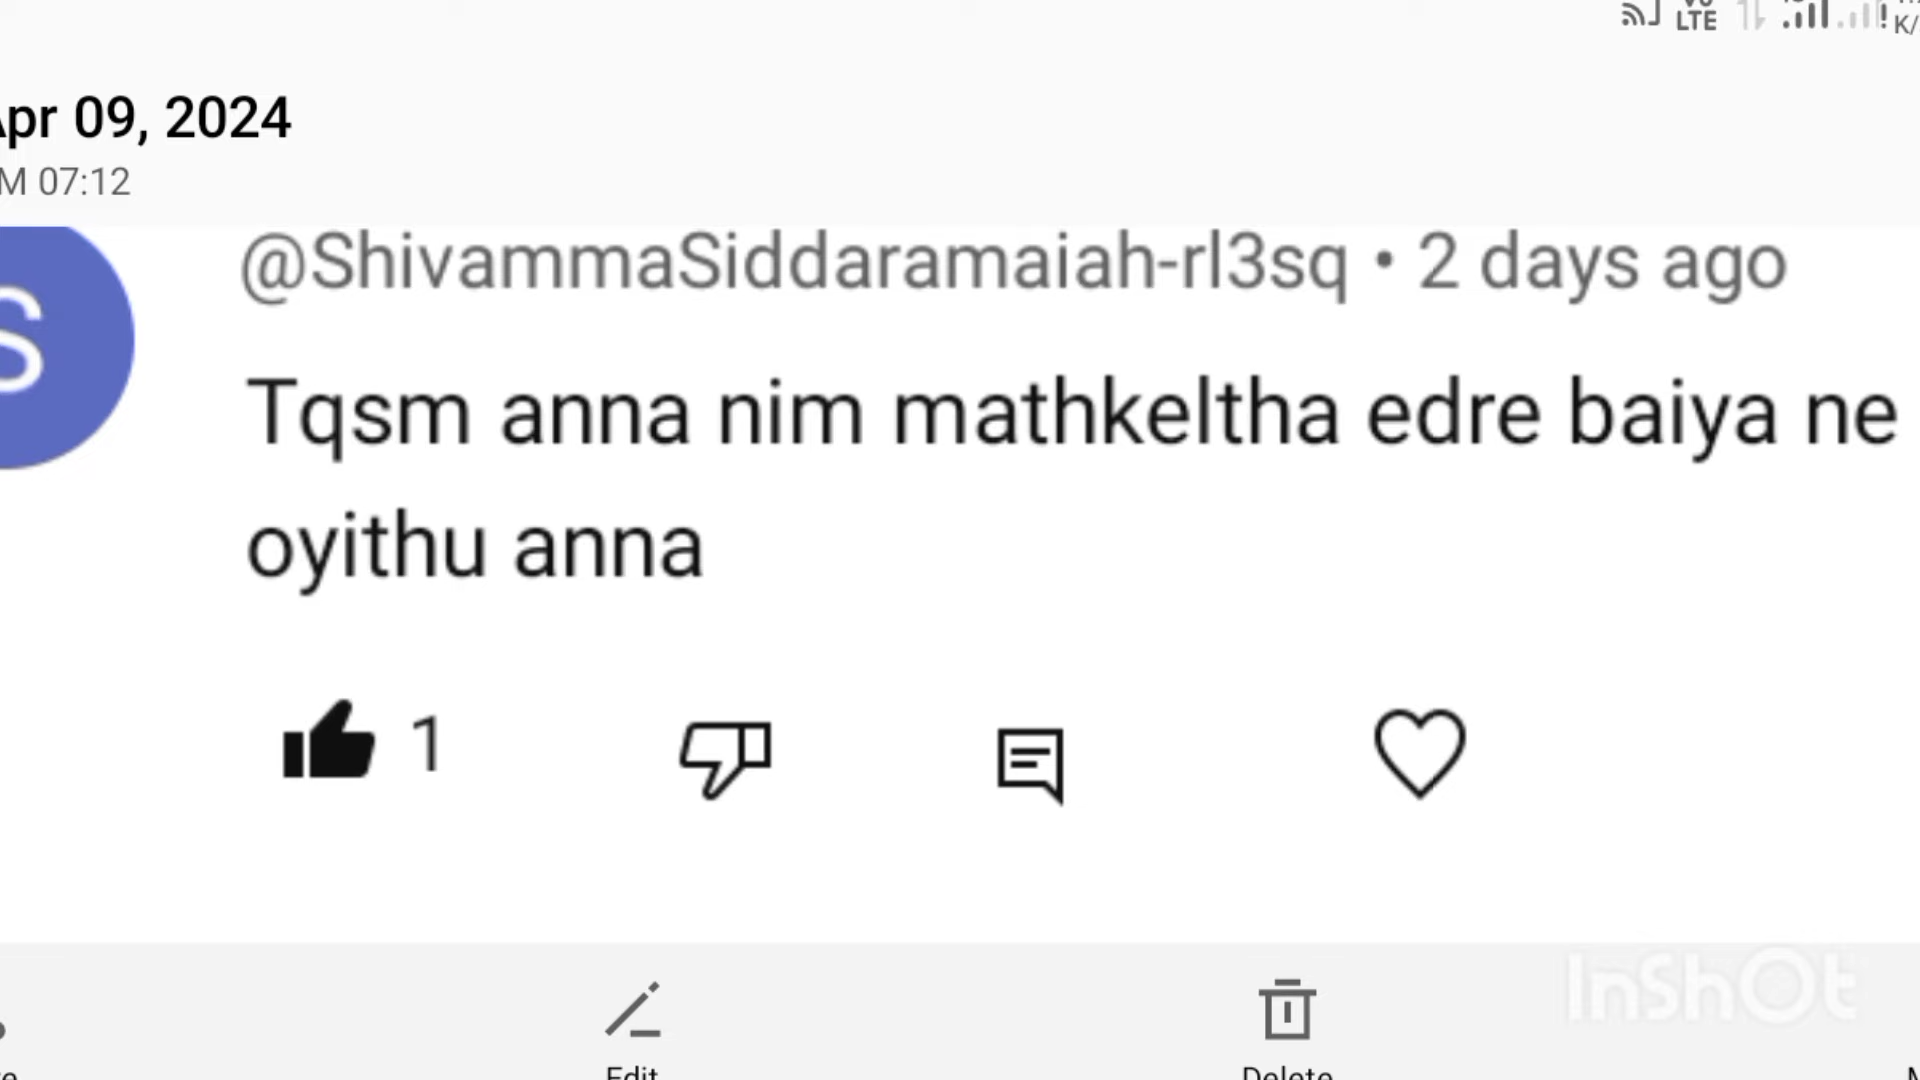 LTE
K/
Apr 09, 2024
M 07:12
S
@ShivammaSiddaramaiah-rl3sq • 2 days ago
Tqsm anna nim mathkeltha edre baiya ne
oyithu anna
1
InShOt
Edit
Delete